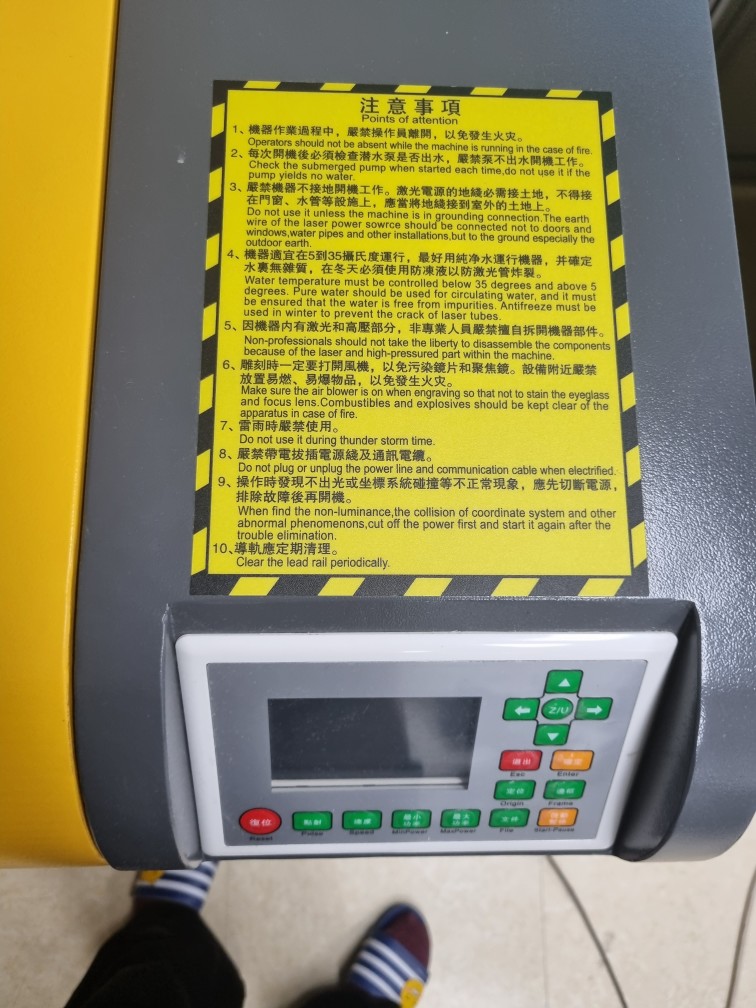 注意事項
Points of attention
1、機器作業過程中，嚴禁操作員離開，以免發生火灾。
Operators should not be absent while the machine is running in the case of fire.
2、每次開機後必須檢查潛水泵是否出水，嚴禁泵不出水開機工作。
Check the submerged pump when started each time,do not use it if the
pump yields no water.
3、嚴禁機器不接地開機工作。激光電源的地綫必需接土地，不得接
在門窗、水管等設施上，應當將地綫接到室外的土地上。
Do not use it unless the machine is in grounding connection.The earth
wire of the laser power sowrce should be connected not to doors and
windows,water pipes and other installations,but to the ground especially the
outdoor earth.
4、機器適宜在5到35攝氏度運行，最好用純净水運行機器，并確定
水裏無雜質，在冬天必須使用防凍液以防激光管炸裂。
Water temperature must be controlled below 35 degrees and above 5
degrees. Pure water should be used for circulating water, and it must
be ensured that the water is free from impurities. Antifreeze must be
used in winter to prevent the crack of laser tubes.
5、因機器内有激光和高壓部分，非專業人員嚴禁擅自拆開機器部件。
Non-professionals should not take the liberty to disassemble the components
because of the laser and high-pressured part within the machine.
6、雕刻時一定要打開風機，以免污染鏡片和聚焦鏡。設備附近嚴禁
放置易燃、易爆物品，以免發生火灾。
Make sure the air blower is on when engraving so that not to stain the eyeglass
and focus lens.Combustibles and explosives should be kept clear of the
apparatus in case of fire.
7、雷雨時嚴禁使用。
Do not use it during thunder storm time.
8、嚴禁帶電拔插電源綫及通訊電纜。
Do not plug or unplug the power line and communication cable when electrified.
9、操作時發現不出光或坐標系統碰撞等不正常現象，應先切斷電源，
排除故障後再開機。
When find the non-luminance,the collision of coordinate system and other
abnormal phenomenons,cut off the power first and start it again after the
trouble elimination.
10、導軌應定期清理。
Clear the lead rail periodically.
Z/U
退出
Esc Enter
定位 邊框
Origin Frame
復位 點射 速度 最小功率 最大功率 文件
Reset Pulse Speed MinPower MaxPower File Start-Pause